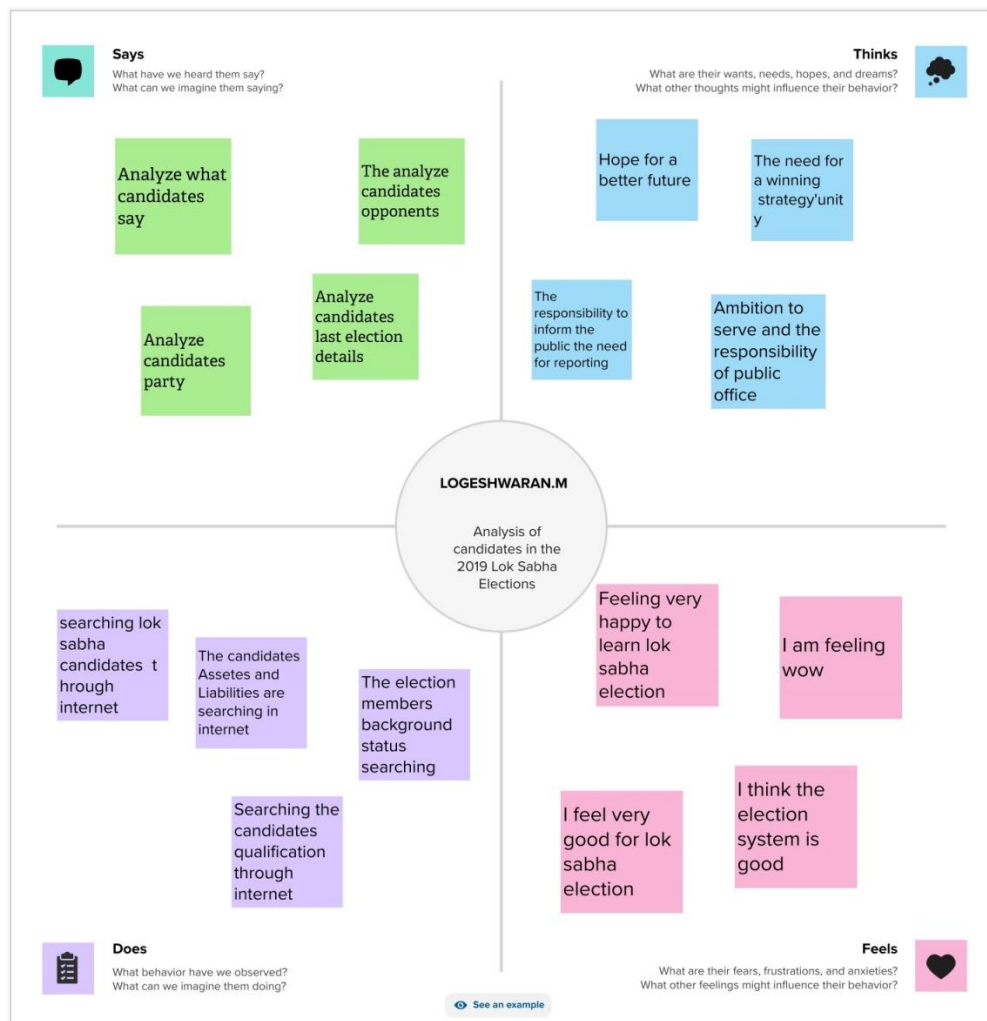 Says
What have we heard them say?
What can we imagine them saying?
Analyze what
candidates
say
The analyze
candidates
opponents
Analyze
candidates
party
Analyze
candidates
last election
details
Thinks
What are their wants, needs, hopes, and dreams?
What other thoughts might influence their behavior?
Hope for a
better future
The need for
a winning
strategy'unit
y
The
responsibility to
inform the
public the need
for reporting
Ambition to
serve and the
responsibility
of public
office
LOGESHWARAN.M
Analysis of
candidates in the
2019 Lok Sabha
Elections
searching lok
sabha
candidates t
hrough
internet
The candidates
Assetes and
Liabilities are
searching in
internet
The election
members
background
status
searching
Searching the
candidates
qualification
through
internet
Does
What behavior have we observed?
What can we imagine them doing?
Feeling very
happy to
learn lok
sabha
election
I am feeling
wow
I feel very
good for lok
sabha
election
I think the
election
system is
good
Feels
What are their fears, frustrations, and anxieties?
What other feelings might influence their behavior?
See an example